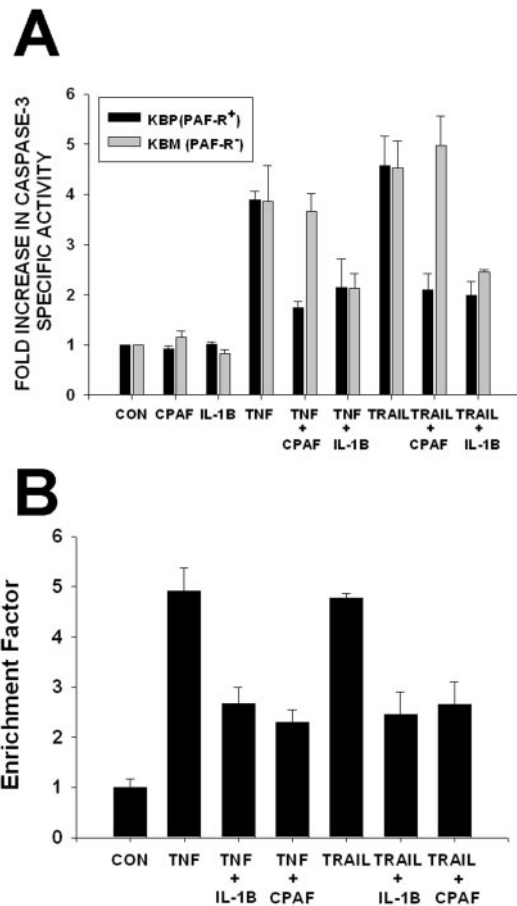 A
FOLD INCREASE IN CASPASE-3
SPECIFIC ACTIVITY
6
5
4
3
2
1
0
KBP(PAF-R+)
KBM (PAF-R-)
CON CPAF IL-1B TNF TNF TNF TRAIL TRAIL TRAIL
+ + + +
CPAF IL-1B CPAF IL-1B
B
Enrichment Factor
6
5
4
3
2
1
0
CON TNF TNF TNF TRAIL TRAIL TRAIL
+ + + +
IL-1B CPAF IL-1B CPAF